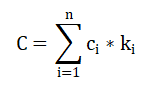 C = ∑_{i=1}^{n} c_i * k_i